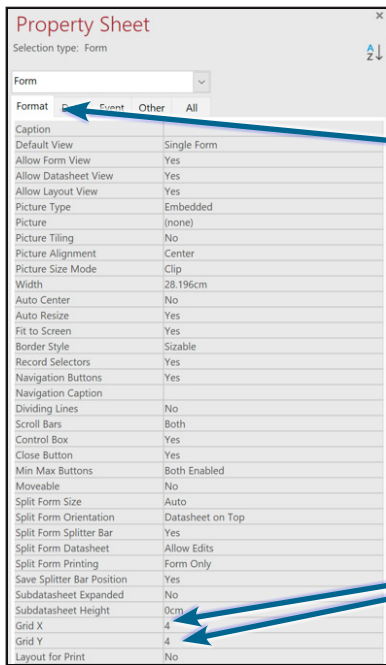 Property Sheet
Selection type: Form
Form
Format Event Other All
Caption
Default View Single Form
Allow Form View Yes
Allow Datasheet View Yes
Allow Layout View Yes
Picture Type Embedded
Picture (none)
Picture Tiling No
Picture Alignment Center
Picture Size Mode Clip
Width 28.196cm
Auto Center No
Auto Resize Yes
Fit to Screen Yes
Border Style Sizable
Record Selectors Yes
Navigation Buttons Yes
Navigation Caption
Dividing Lines No
Scroll Bars Both
Control Box Yes
Close Button Yes
Min Max Buttons Both Enabled
Moveable No
Split Form Size Auto
Split Form Orientation Datasheet on Top
Split Form Splitter Bar Yes
Split Form Datasheet Allow Edits
Split Form Printing Form Only
Save Splitter Bar Position Yes
Subdatasheet Expanded No
Subdatasheet Height 0cm
Grid X 4
Grid Y 4
Layout for Print No